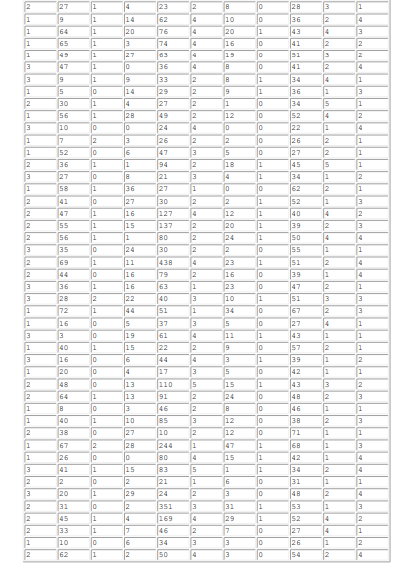 2 27 1 4 23 2 8 0 28 3 1
1 9 1 14 62 4 10 0 36 2 4
1 64 1 20 76 4 20 1 43 4 3
1 65 1 3 74 4 16 0 41 2 2
1 49 1 27 63 4 19 0 51 3 2
3 47 1 0 36 4 8 0 41 2 4
3 9 1 9 33 2 8 1 34 4 1
1 5 0 14 29 2 9 1 36 1 3
2 30 1 4 27 2 1 0 34 5 1
1 56 1 28 49 2 12 0 52 4 2
3 10 0 0 24 4 0 0 22 1 4
1 7 2 3 26 2 2 0 26 2 1
1 52 0 6 47 3 5 0 27 2 1
2 36 1 1 94 2 18 1 45 5 1
3 27 0 8 21 3 4 1 34 1 2
1 58 1 36 27 1 0 0 62 2 1
2 41 0 27 30 2 2 1 52 1 3
2 47 1 16 127 4 12 1 40 4 2
2 55 1 15 137 2 20 1 39 2 3
2 56 1 1 80 2 24 1 50 4 4
3 35 0 24 30 2 2 0 55 1 1
2 69 1 11 438 4 23 1 51 2 4
2 44 0 16 79 2 16 0 39 1 4
3 36 1 16 63 1 23 0 47 2 1
3 28 2 22 40 3 10 1 51 3 3
1 72 1 44 51 1 34 0 67 2 3
1 16 0 5 37 3 5 0 27 4 1
3 3 0 19 61 4 11 1 43 1 1
1 40 1 15 22 2 9 0 57 2 1
3 16 0 6 44 4 3 1 39 1 2
1 20 0 4 17 3 5 0 42 1 1
2 48 0 13 110 5 15 1 43 3 2
2 64 1 13 91 2 24 0 48 2 3
1 8 0 3 46 2 8 0 46 1 1
1 40 1 10 85 3 12 0 38 2 3
2 38 0 27 10 2 12 0 71 1 1
1 67 2 28 244 1 47 1 68 1 3
1 26 0 0 80 4 15 1 42 1 4
3 41 1 15 83 5 1 1 34 2 4
2 2 0 2 21 1 6 0 31 1 1
3 20 1 29 24 2 3 0 48 2 4
2 31 0 2 351 3 31 1 53 1 3
2 45 1 4 169 4 29 1 52 4 2
2 33 1 7 46 2 7 0 27 4 1
1 10 0 6 34 3 3 0 26 1 2
2 62 1 2 50 4 3 0 54 2 4